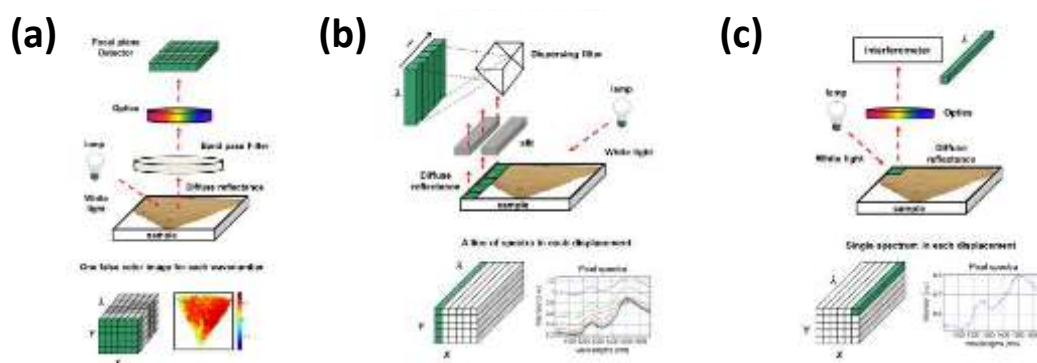 (a)
Focal plane
Detector
Optics
lamp
Band pass Filter
Diffuse reflectance
White
light
sample
One false color image for each wavenumber
λ
Y
X
(b)
λ
Dispersing filter
lamp
slit
White light
Diffuse
reflectance
sample
A line of spectra in each displacement
λ
Pixel spectra
Y
X
(c)
λ
Interferometer
lamp
Optics
White light
Diffuse
reflectance
sample
Single spectrum in each displacement
Pixel spectra
λ
Y
X